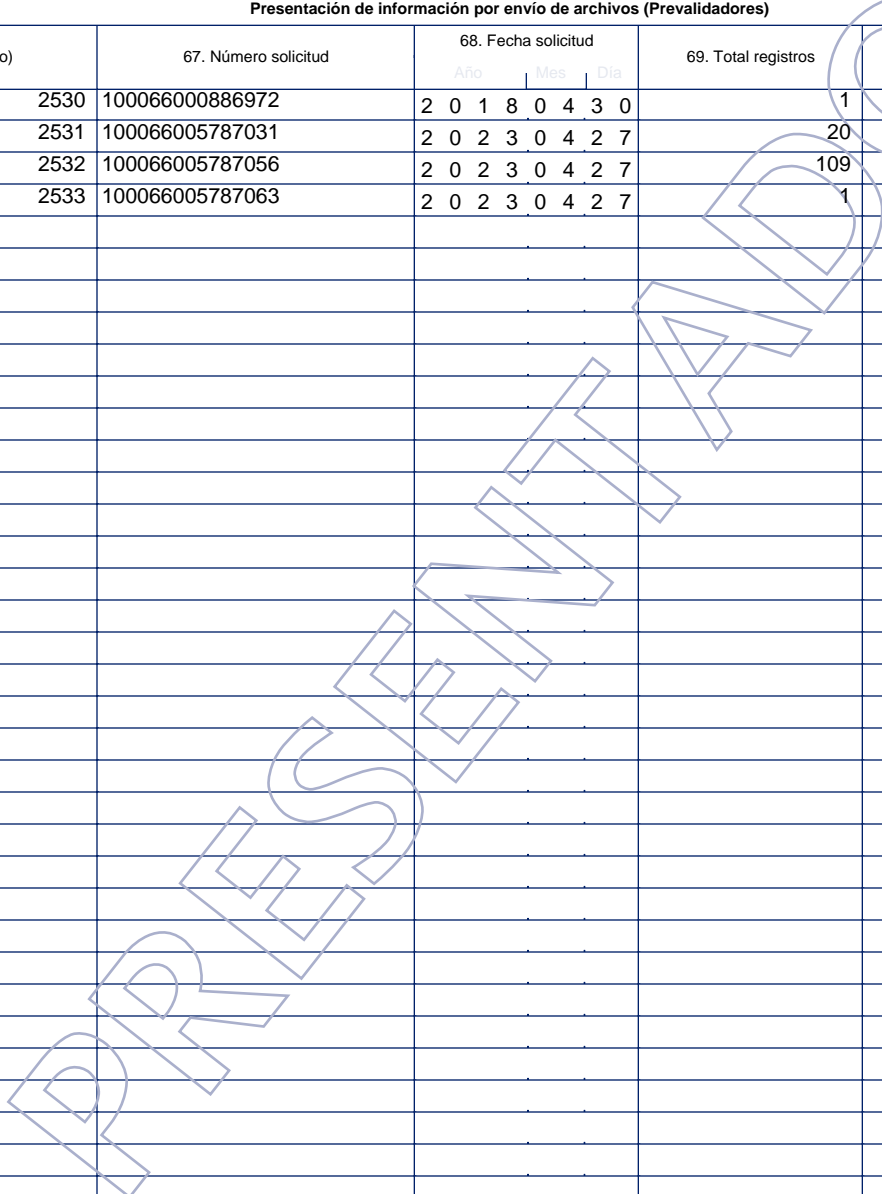 Presentación de información por envío de archivos (Prevalidadores)
o) 67. Número solicitud 68. Fecha solicitud 69. Total registros
Año Mes Día
2530 100066000886972 2 0 1 8 0 4 3 0 1
2531 100066005787031 2 0 2 3 0 4 2 7 20
2532 100066005787056 2 0 2 3 0 4 2 7 109
2533 100066005787063 2 0 2 3 0 4 2 7 1
PRESENTADO